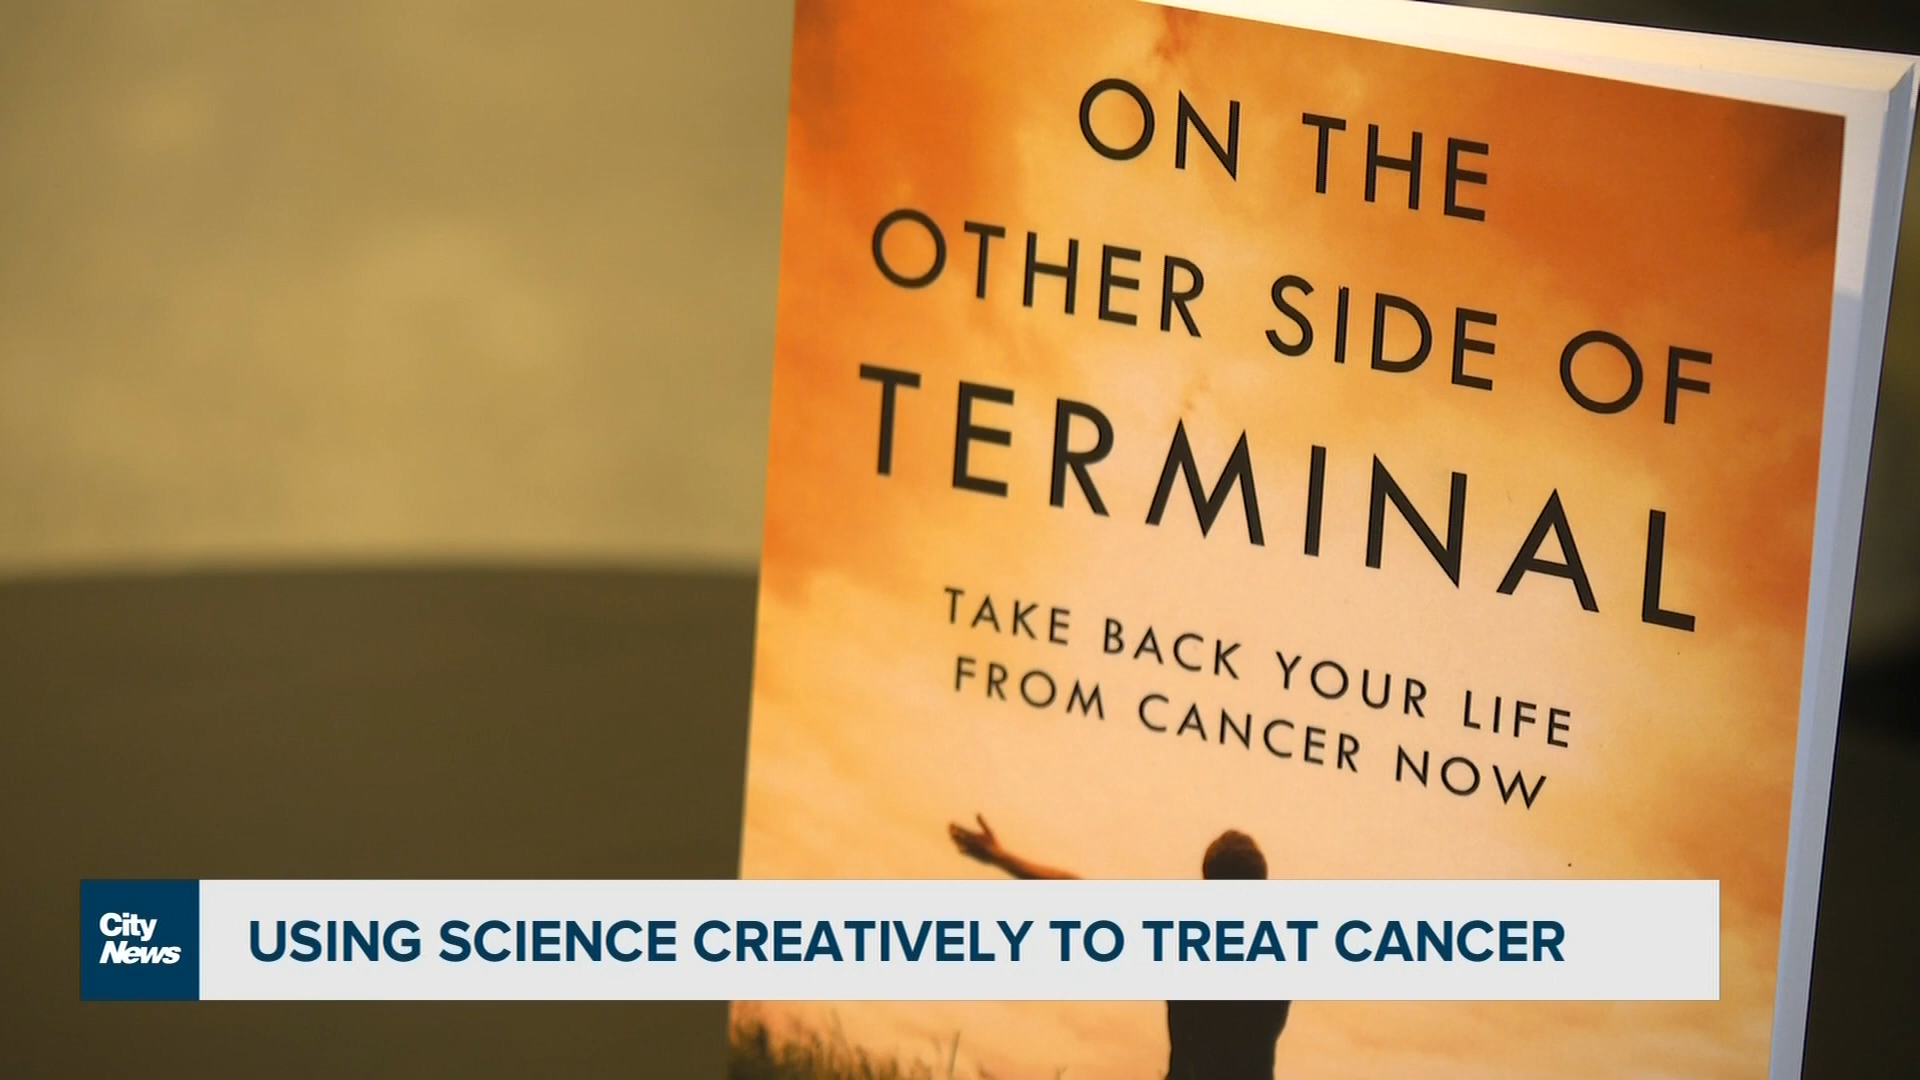 ON THE
OTHER SIDE OF
TERMINAL
TAKE BACK YOUR LIFE
FROM CANCER NOW
City
News
USING SCIENCE CREATIVELY TO TREAT CANCER